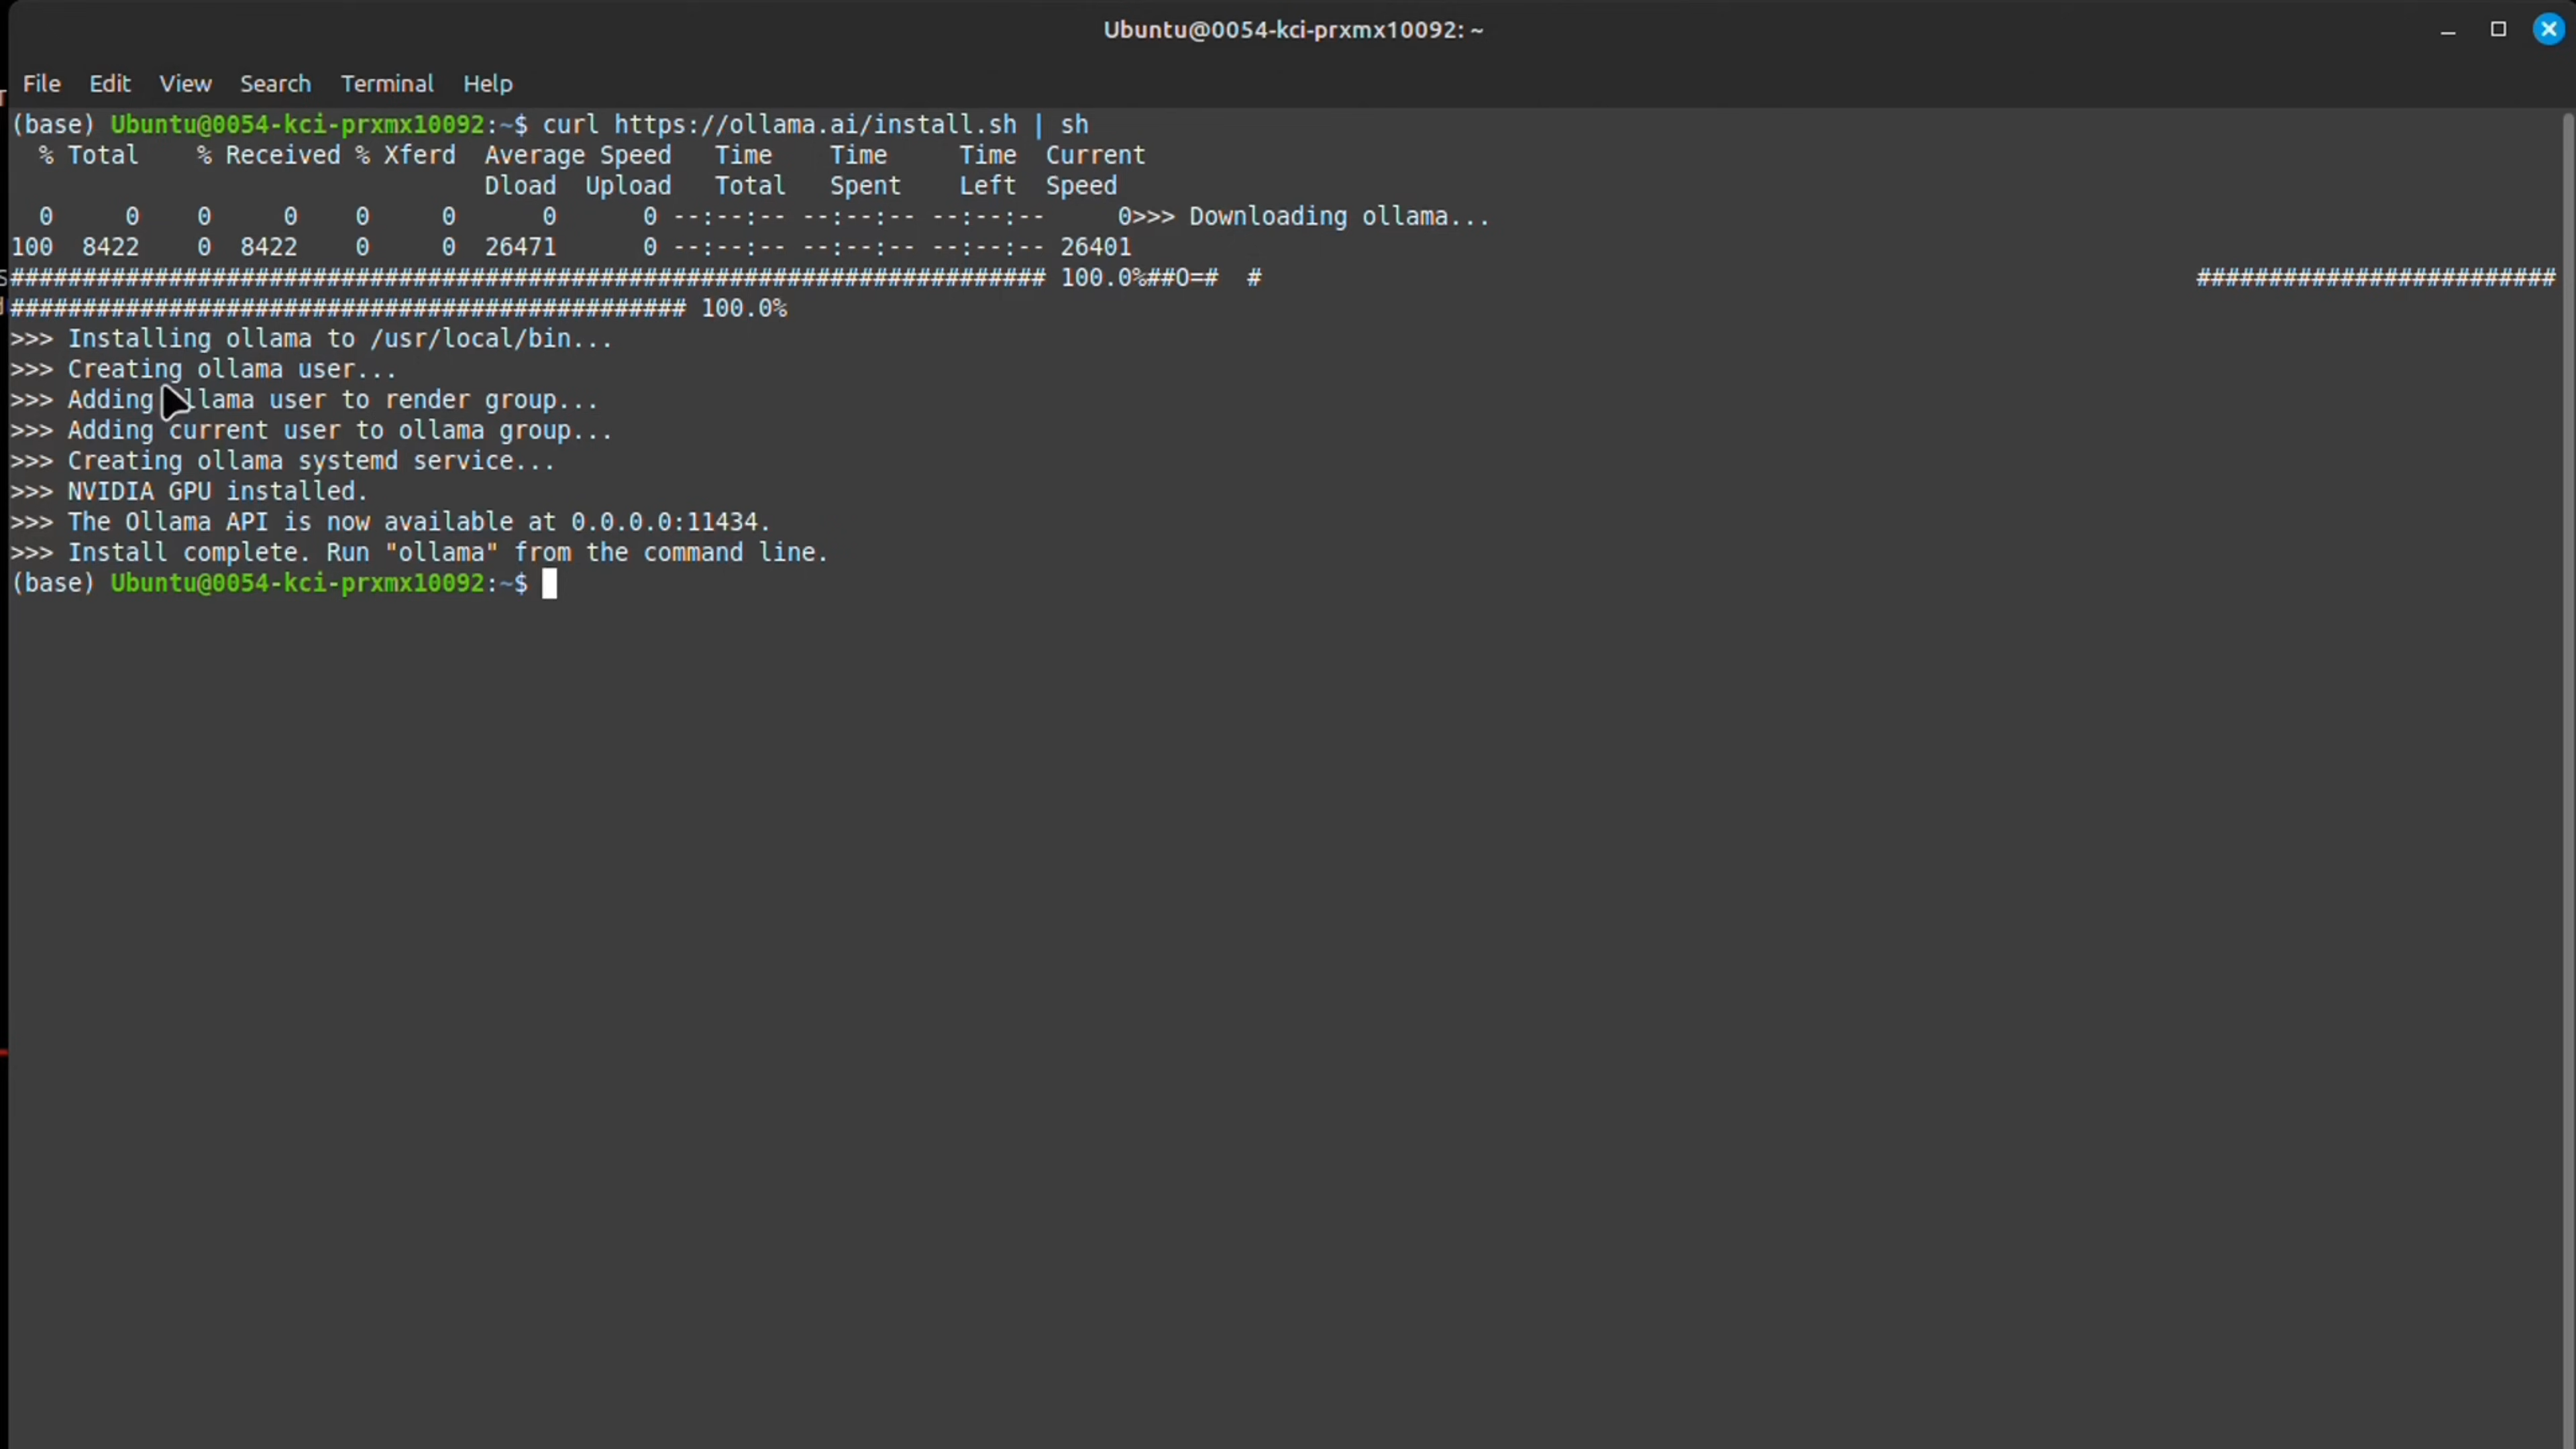 Ubuntu@0054-kci-prxmx10092: ~
File Edit View Search Terminal Help
(base) Ubuntu@0054-kci-prxmx10092:~$ curl https://ollama.ai/install.sh | sh
  % Total    % Received % Xferd  Average Speed   Time    Time     Time  Current
                                 Dload  Upload   Total   Spent    Left  Speed
  0     0    0     0    0     0      0      0 --:--:-- --:--:-- --:--:--     0>>> Downloading ollama...
100  8422    0  8422    0     0  26471      0 --:--:-- --:--:-- --:--:-- 26401
######################################################################## 100.0%##O=#  #                                                                 #########################
############################################### 100.0%
>>> Installing ollama to /usr/local/bin...
>>> Creating ollama user...
>>> Adding ollama user to render group...
>>> Adding current user to ollama group...
>>> Creating ollama systemd service...
>>> NVIDIA GPU installed.
>>> The Ollama API is now available at 0.0.0.0:11434.
>>> Install complete. Run "ollama" from the command line.
(base) Ubuntu@0054-kci-prxmx10092:~$